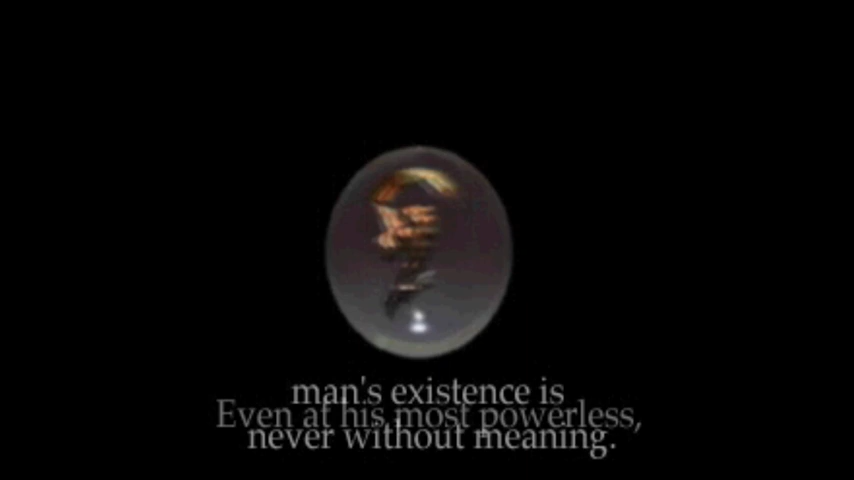 man's existence is
Even at his most powerless,
never without meaning.